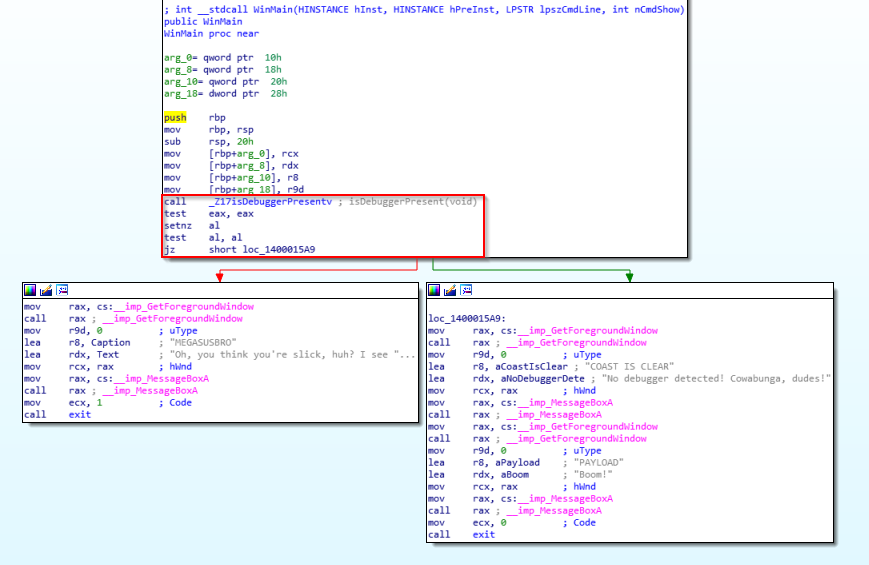 ; int __stdcall WinMain(HINSTANCE hInst, HINSTANCE hPreInst, LPSTR lpszCmdLine, int nCmdShow)
public WinMain
WinMain proc near
arg_0= qword ptr  10h
arg_8= qword ptr  18h
arg_10= qword ptr  20h
arg_18= dword ptr  28h
push    rbp
mov     rbp, rsp
sub     rsp, 20h
mov     [rbp+arg_0], rcx
mov     [rbp+arg_8], rdx
mov     [rbp+arg_10], r8
mov     [rbp+arg_18], r9d
call    _Z17isDebuggerPresentv ; isDebuggerPresent(void)
test    eax, eax
setnz   al
test    al, al
jz      short loc_1400015A9
mov     rax, cs:__imp_GetForegroundWindow
call    rax ; __imp_GetForegroundWindow
mov     r9d, 0          ; uType
lea     r8, Caption     ; "MEGASUSBRO"
lea     rdx, Text       ; "Oh, you think you're slick, huh? I see "...
mov     rcx, rax        ; hWnd
mov     rax, cs:__imp_MessageBoxA
call    rax ; __imp_MessageBoxA
mov     ecx, 1          ; Code
call    exit
loc_1400015A9:
mov     rax, cs:__imp_GetForegroundWindow
call    rax ; __imp_GetForegroundWindow
mov     r9d, 0          ; uType
lea     r8, aCoastIsClear ; "COAST IS CLEAR"
lea     rdx, aNoDebuggerDete ; "No debugger detected! Cowabunga, dudes!"
mov     rcx, rax        ; hWnd
mov     rax, cs:__imp_MessageBoxA
call    rax ; __imp_MessageBoxA
mov     rax, cs:__imp_GetForegroundWindow
call    rax ; __imp_GetForegroundWindow
mov     r9d, 0          ; uType
lea     r8, aPayload    ; "PAYLOAD"
lea     rdx, aBoom      ; "Boom!"
mov     rcx, rax        ; hWnd
mov     rax, cs:__imp_MessageBoxA
call    rax ; __imp_MessageBoxA
mov     ecx, 0          ; Code
call    exit